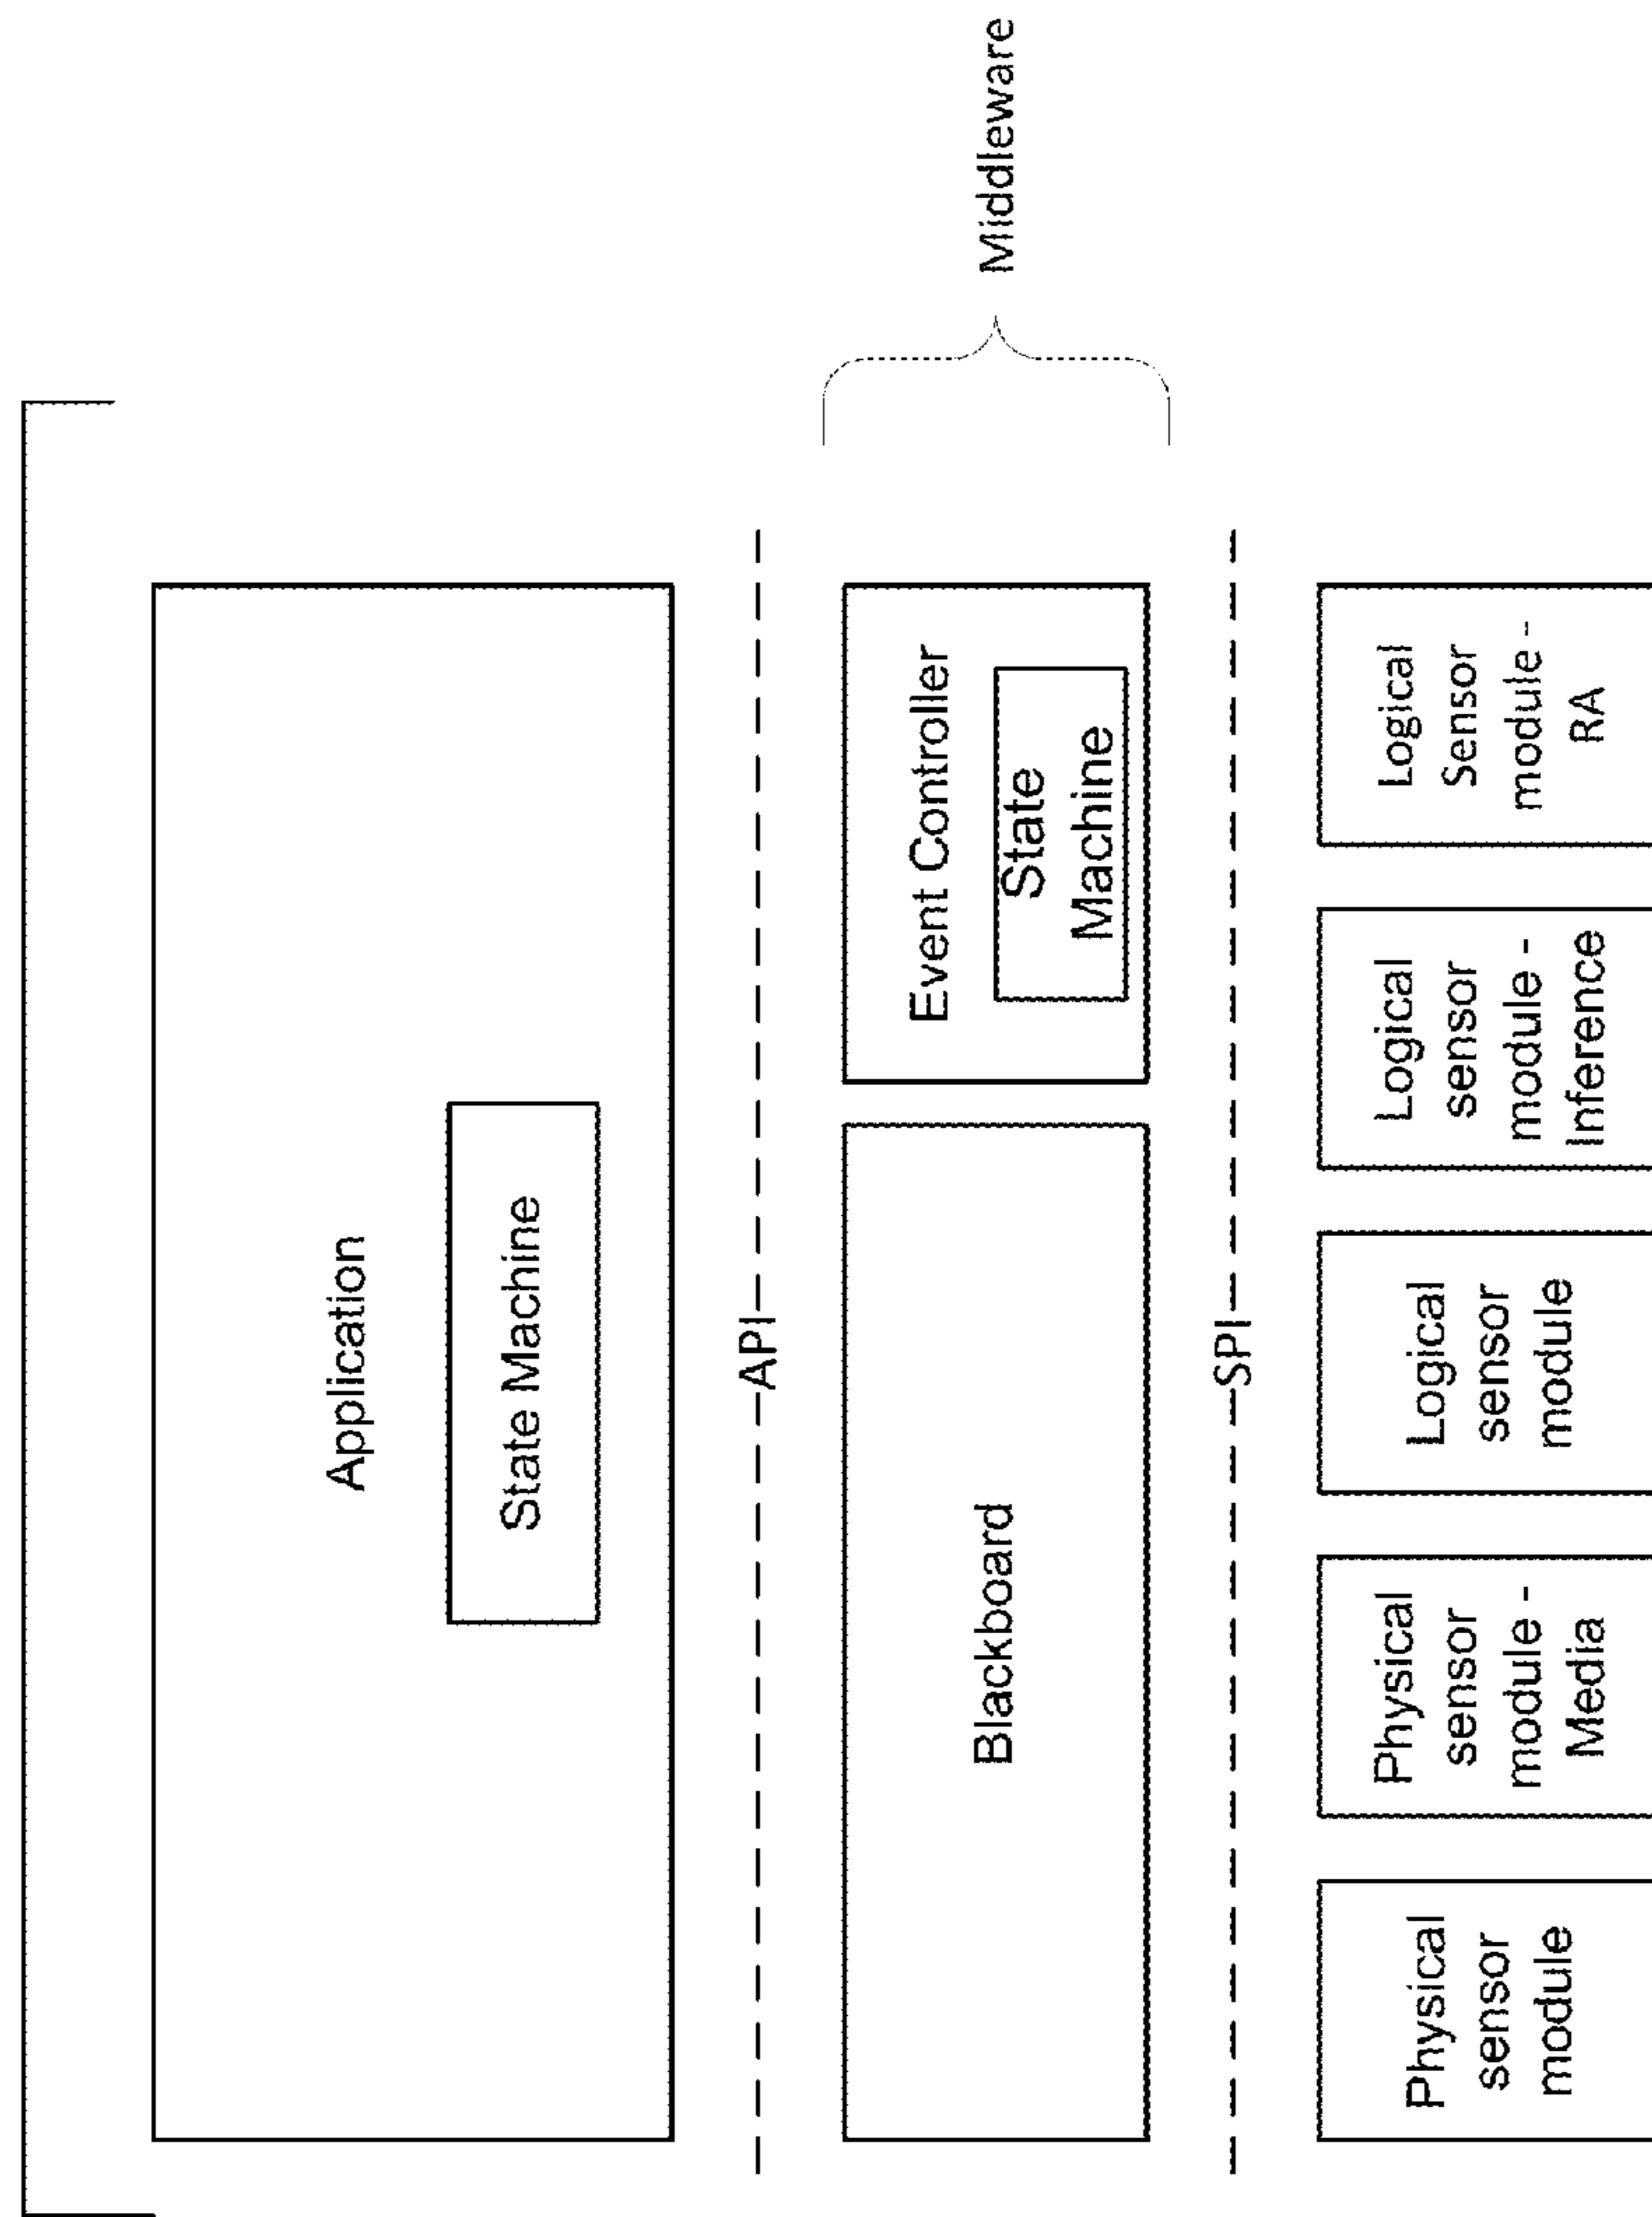 Application
State Machine
API
Blackboard
Event Controller
State
Machine
Middleware
SPI
Physical
sensor
module
Physical
sensor
module -
Media
Logical
sensor
module
Logical
sensor
module -
Inference
Logical
Sensor
module -
RA